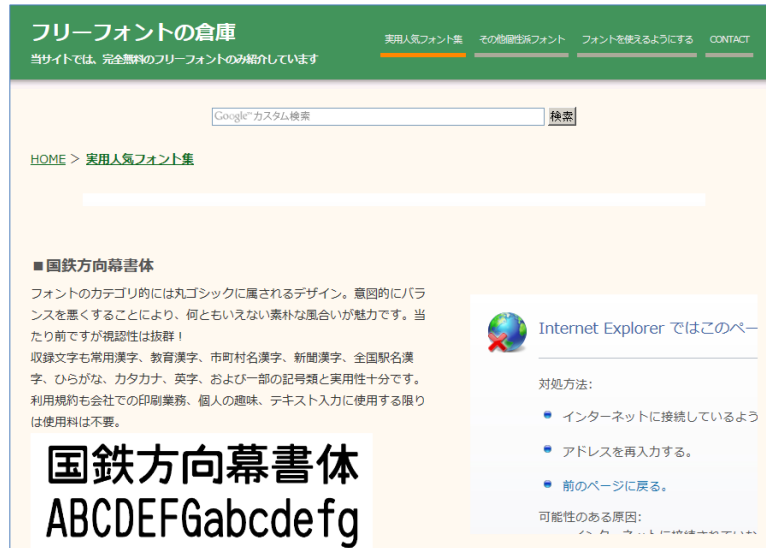 フリーフォントの倉庫
当サイトでは、完全無料のフリーフォントのみ紹介しています
実用人気フォント集 その他個性派フォント フォントを使えるようにする CONTACT
Google™ カスタム検索 検索
HOME > 実用人気フォント集
■国鉄方向幕書体
フォントのカテゴリ的には丸ゴシックに属されるデザイン。意図的にバラ
ンスを悪くすることにより、何ともいえない素朴な風合いが魅力です。当
たり前ですが視認性は抜群！
収録文字も常用漢字、教育漢字、市町村名漢字、新聞漢字、全国駅名漢
字、ひらがな、カタカナ、英字、および一部の記号類と実用性十分です。
利用規約も会社での印刷業務、個人の趣味、テキスト入力に使用する限り
は使用料は不要。
国鉄方向幕書体
ABCDEFGabcdefg
Internet Explorer ではこのペー
対処方法:
インターネットに接続しているよう
アドレスを再入力する。
前のページに戻る。
可能性のある原因: